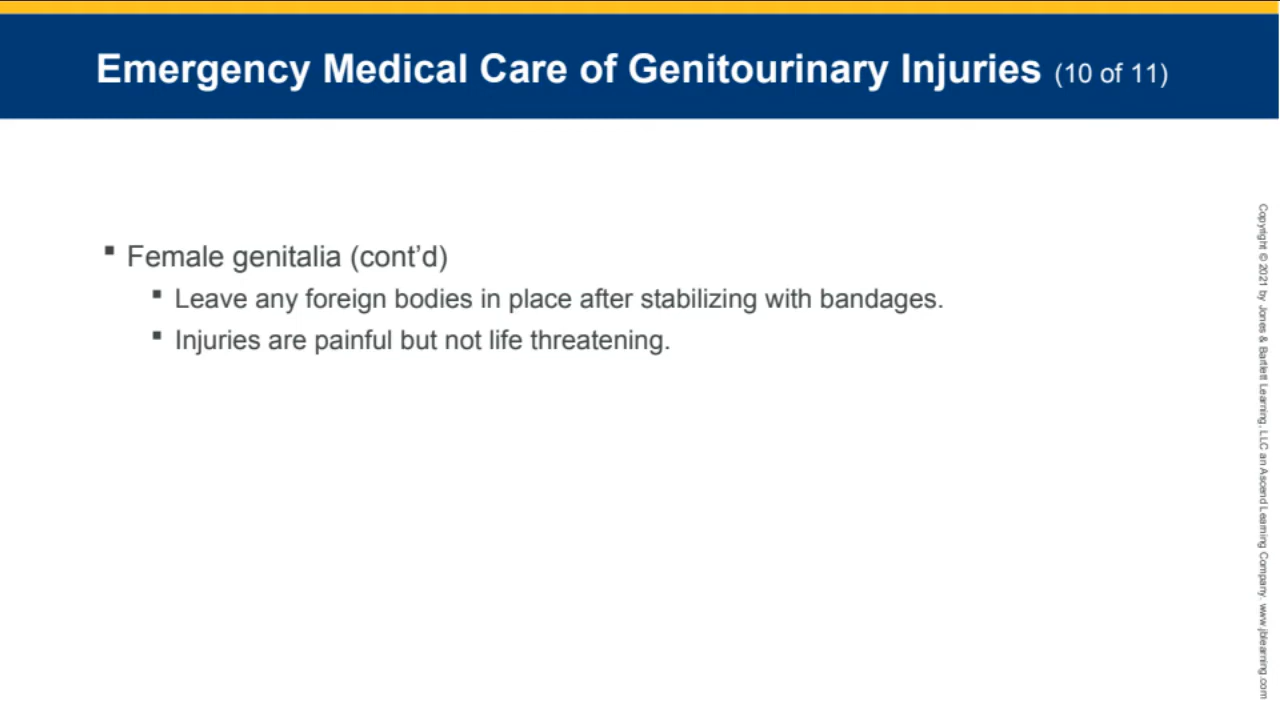 Emergency Medical Care of Genitourinary Injuries (10 of 11)
▪ Female genitalia (cont’d)
▪ Leave any foreign bodies in place after stabilizing with bandages.
▪ Injuries are painful but not life threatening.
Copyright © 2021 by Jones & Bartlett Learning, LLC an Ascend Learning Company. www.jblearning.com